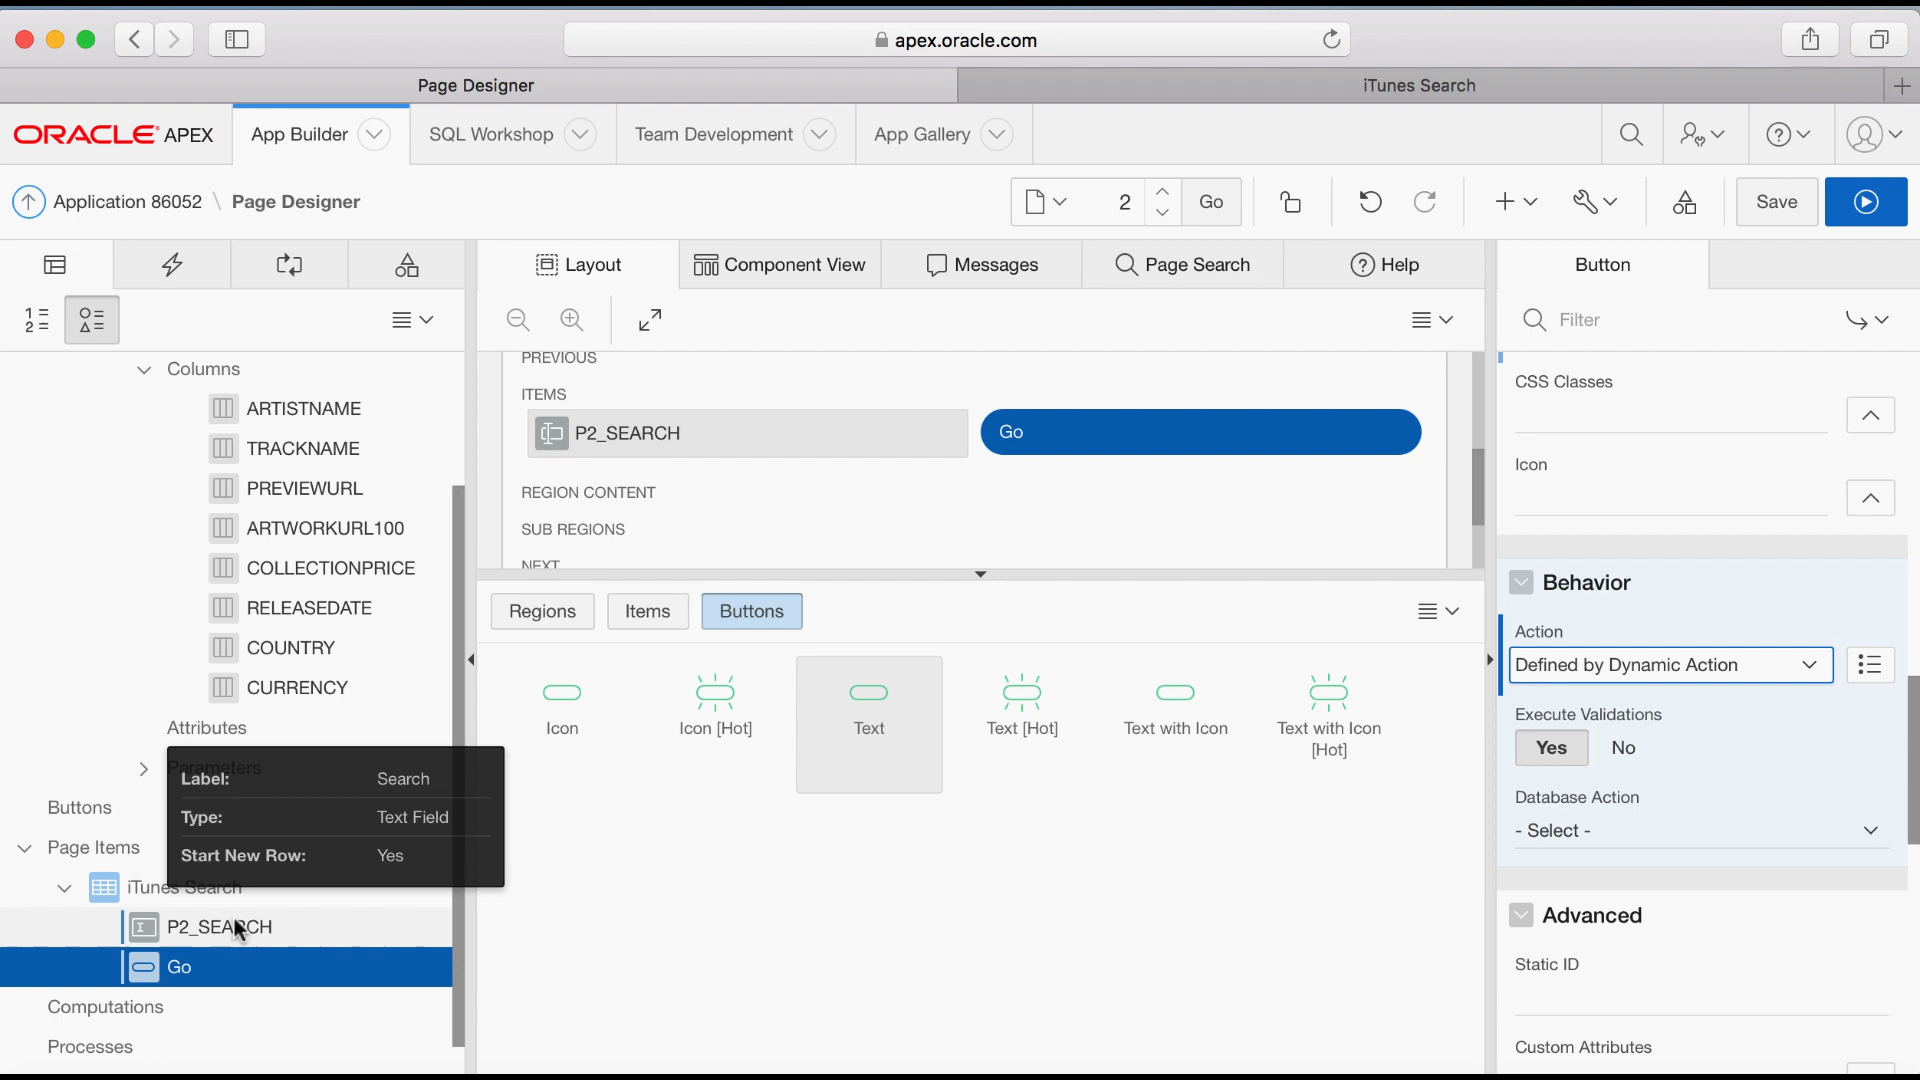 apex.oracle.com
Page Designer
iTunes Search
ORACLE APEX
App Builder
SQL Workshop
Team Development
App Gallery
Application 86052 \ Page Designer
2
Go
Save
Layout
Component View
Messages
Page Search
Help
Button
Filter
Columns
ARTISTNAME
TRACKNAME
PREVIEWURL
ARTWORKURL100
COLLECTIONPRICE
RELEASEDATE
COUNTRY
CURRENCY
Attributes
Parameters
Label: Search
Type: Text Field
Start New Row: Yes
Buttons
Page Items
iTunes Search
P2_SEARCH
Go
Computations
Processes
PREVIOUS
ITEMS
P2_SEARCH
Go
REGION CONTENT
SUB REGIONS
NEXT
Regions
Items
Buttons
Icon
Icon [Hot]
Text
Text [Hot]
Text with Icon
Text with Icon
[Hot]
CSS Classes
Icon
Behavior
Action
Defined by Dynamic Action
Execute Validations
Yes
No
Database Action
- Select -
Advanced
Static ID
Custom Attributes